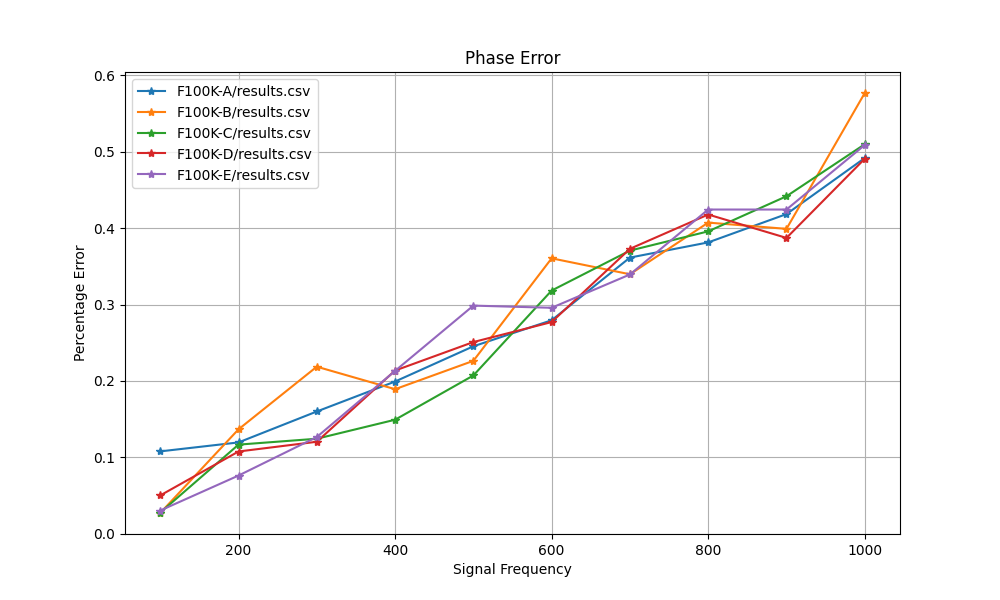 Phase Error
0.6
0.5
0.4
0.3
0.2
0.1
0.0
Percentage Error
F100K-A/results.csv
F100K-B/results.csv
F100K-C/results.csv
F100K-D/results.csv
F100K-E/results.csv
200 400 600 800 1000
Signal Frequency